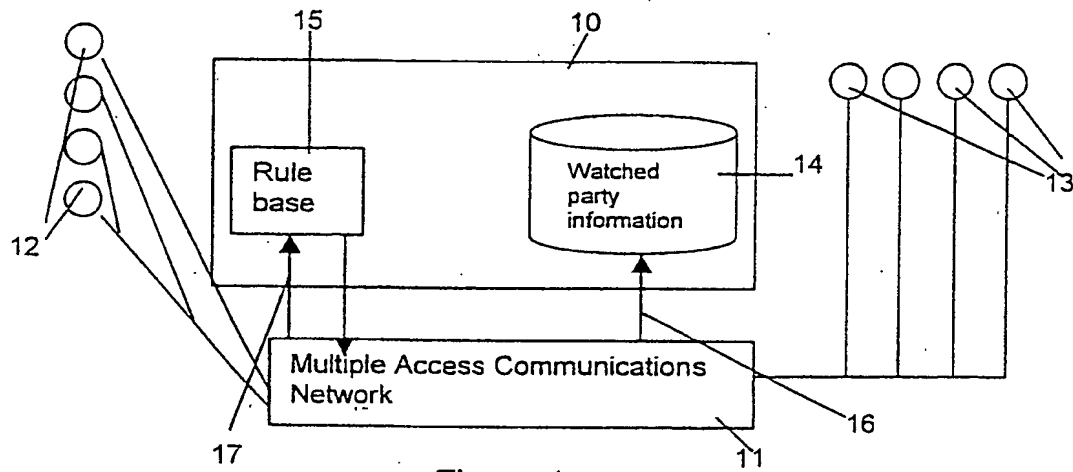 15
10
Rule
base
Watched
party
information
14
13
12
Multiple Access Communications
Network
17
16
11